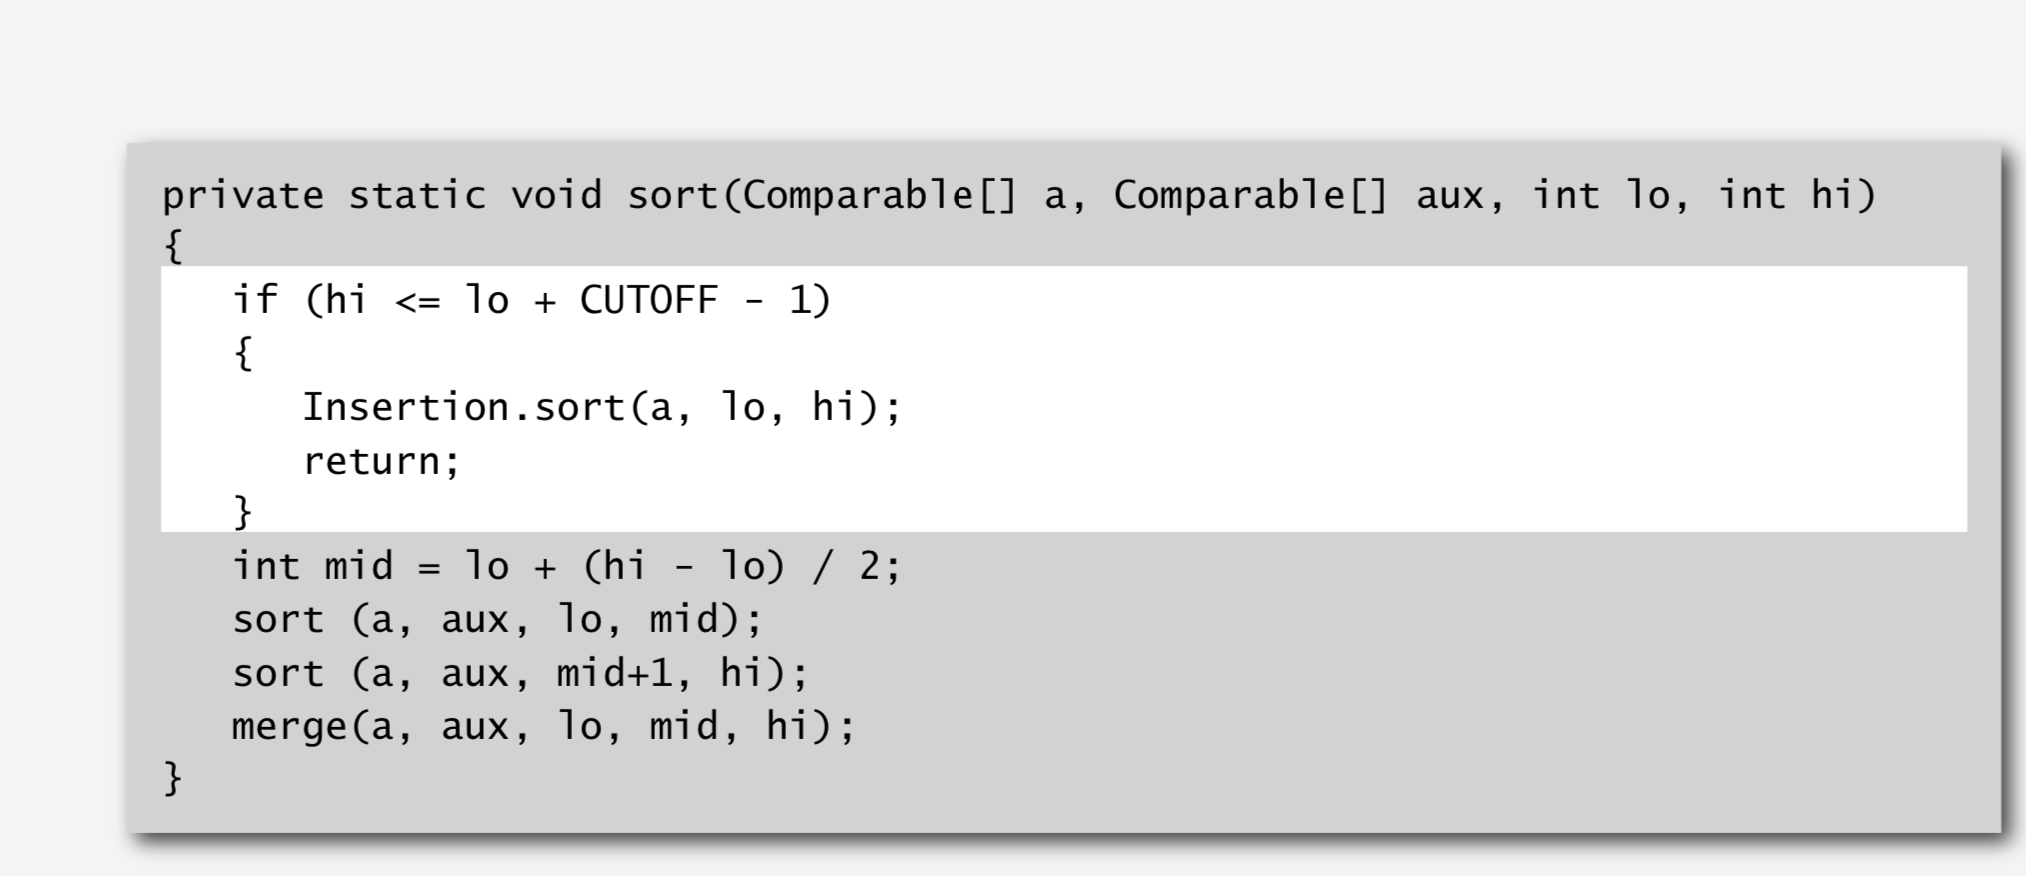 private static void sort(Comparable[] a, Comparable[] aux, int lo, int hi)
{
   if (hi <= lo + CUTOFF - 1)
   {
      Insertion.sort(a, lo, hi);
      return;
   }
   int mid = lo + (hi - lo) / 2;
   sort (a, aux, lo, mid);
   sort (a, aux, mid+1, hi);
   merge(a, aux, lo, mid, hi);
}